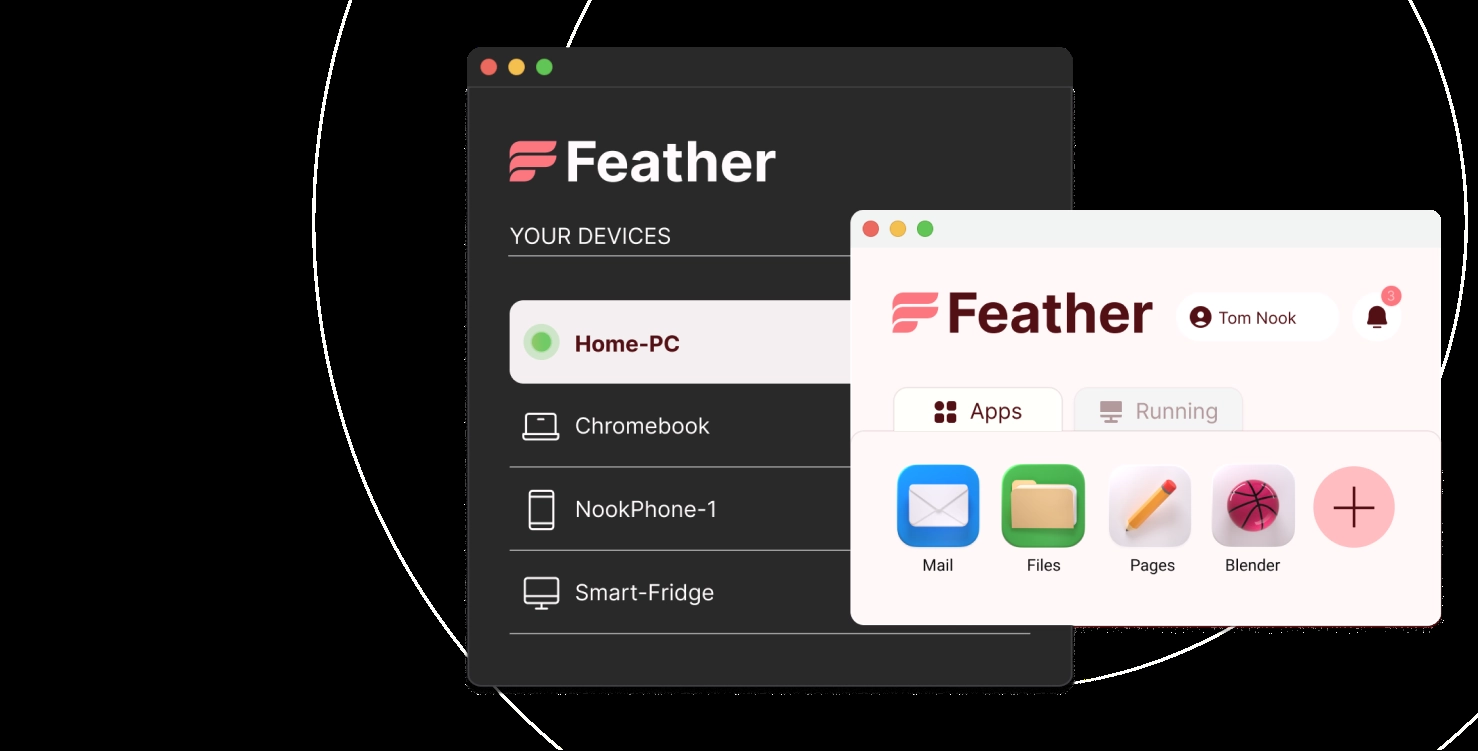 Feather
YOUR DEVICES
Home-PC
Chromebook
NookPhone-1
Smart-Fridge
Feather
Tom Nook
3
Apps
Running
Mail
Files
Pages
Blender